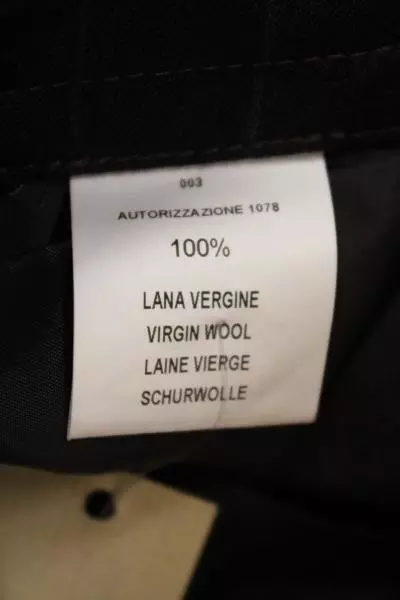 003
AUTORIZZAZIONE 1078
100%
LANA VERGINE
VIRGIN WOOL
LAINE VIERGE
SCHURWOLLE